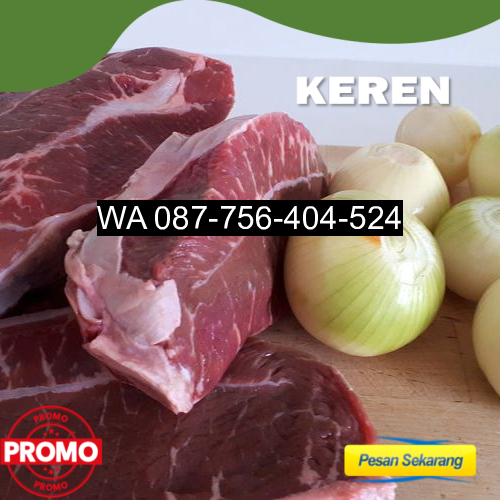 KEREN
WA 087-756-404-524
PROMO
PROMO
PROMO
Pesan Sekarang